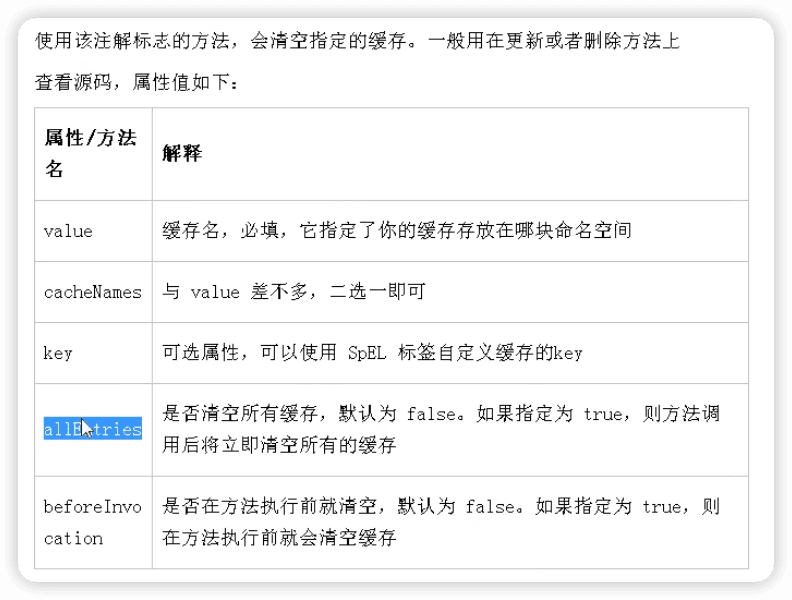 使用该注解标志的方法，会清空指定的缓存。一般用在更新或者删除方法上
查看源码，属性值如下：
属性/方法
名
解释
value
缓存名，必填，它指定了你的缓存存放在哪块命名空间
cacheNames
与 value 差不多，二选一即可
key
可选属性，可以使用 SpEL 标签自定义缓存的key
allEntries
是否清空所有缓存，默认为 false。如果指定为 true，则方法调
用后将立即清空所有的缓存
beforeInvo
cation
是否在方法执行前就清空，默认为 false。如果指定为 true，则
在方法执行前就会清空缓存